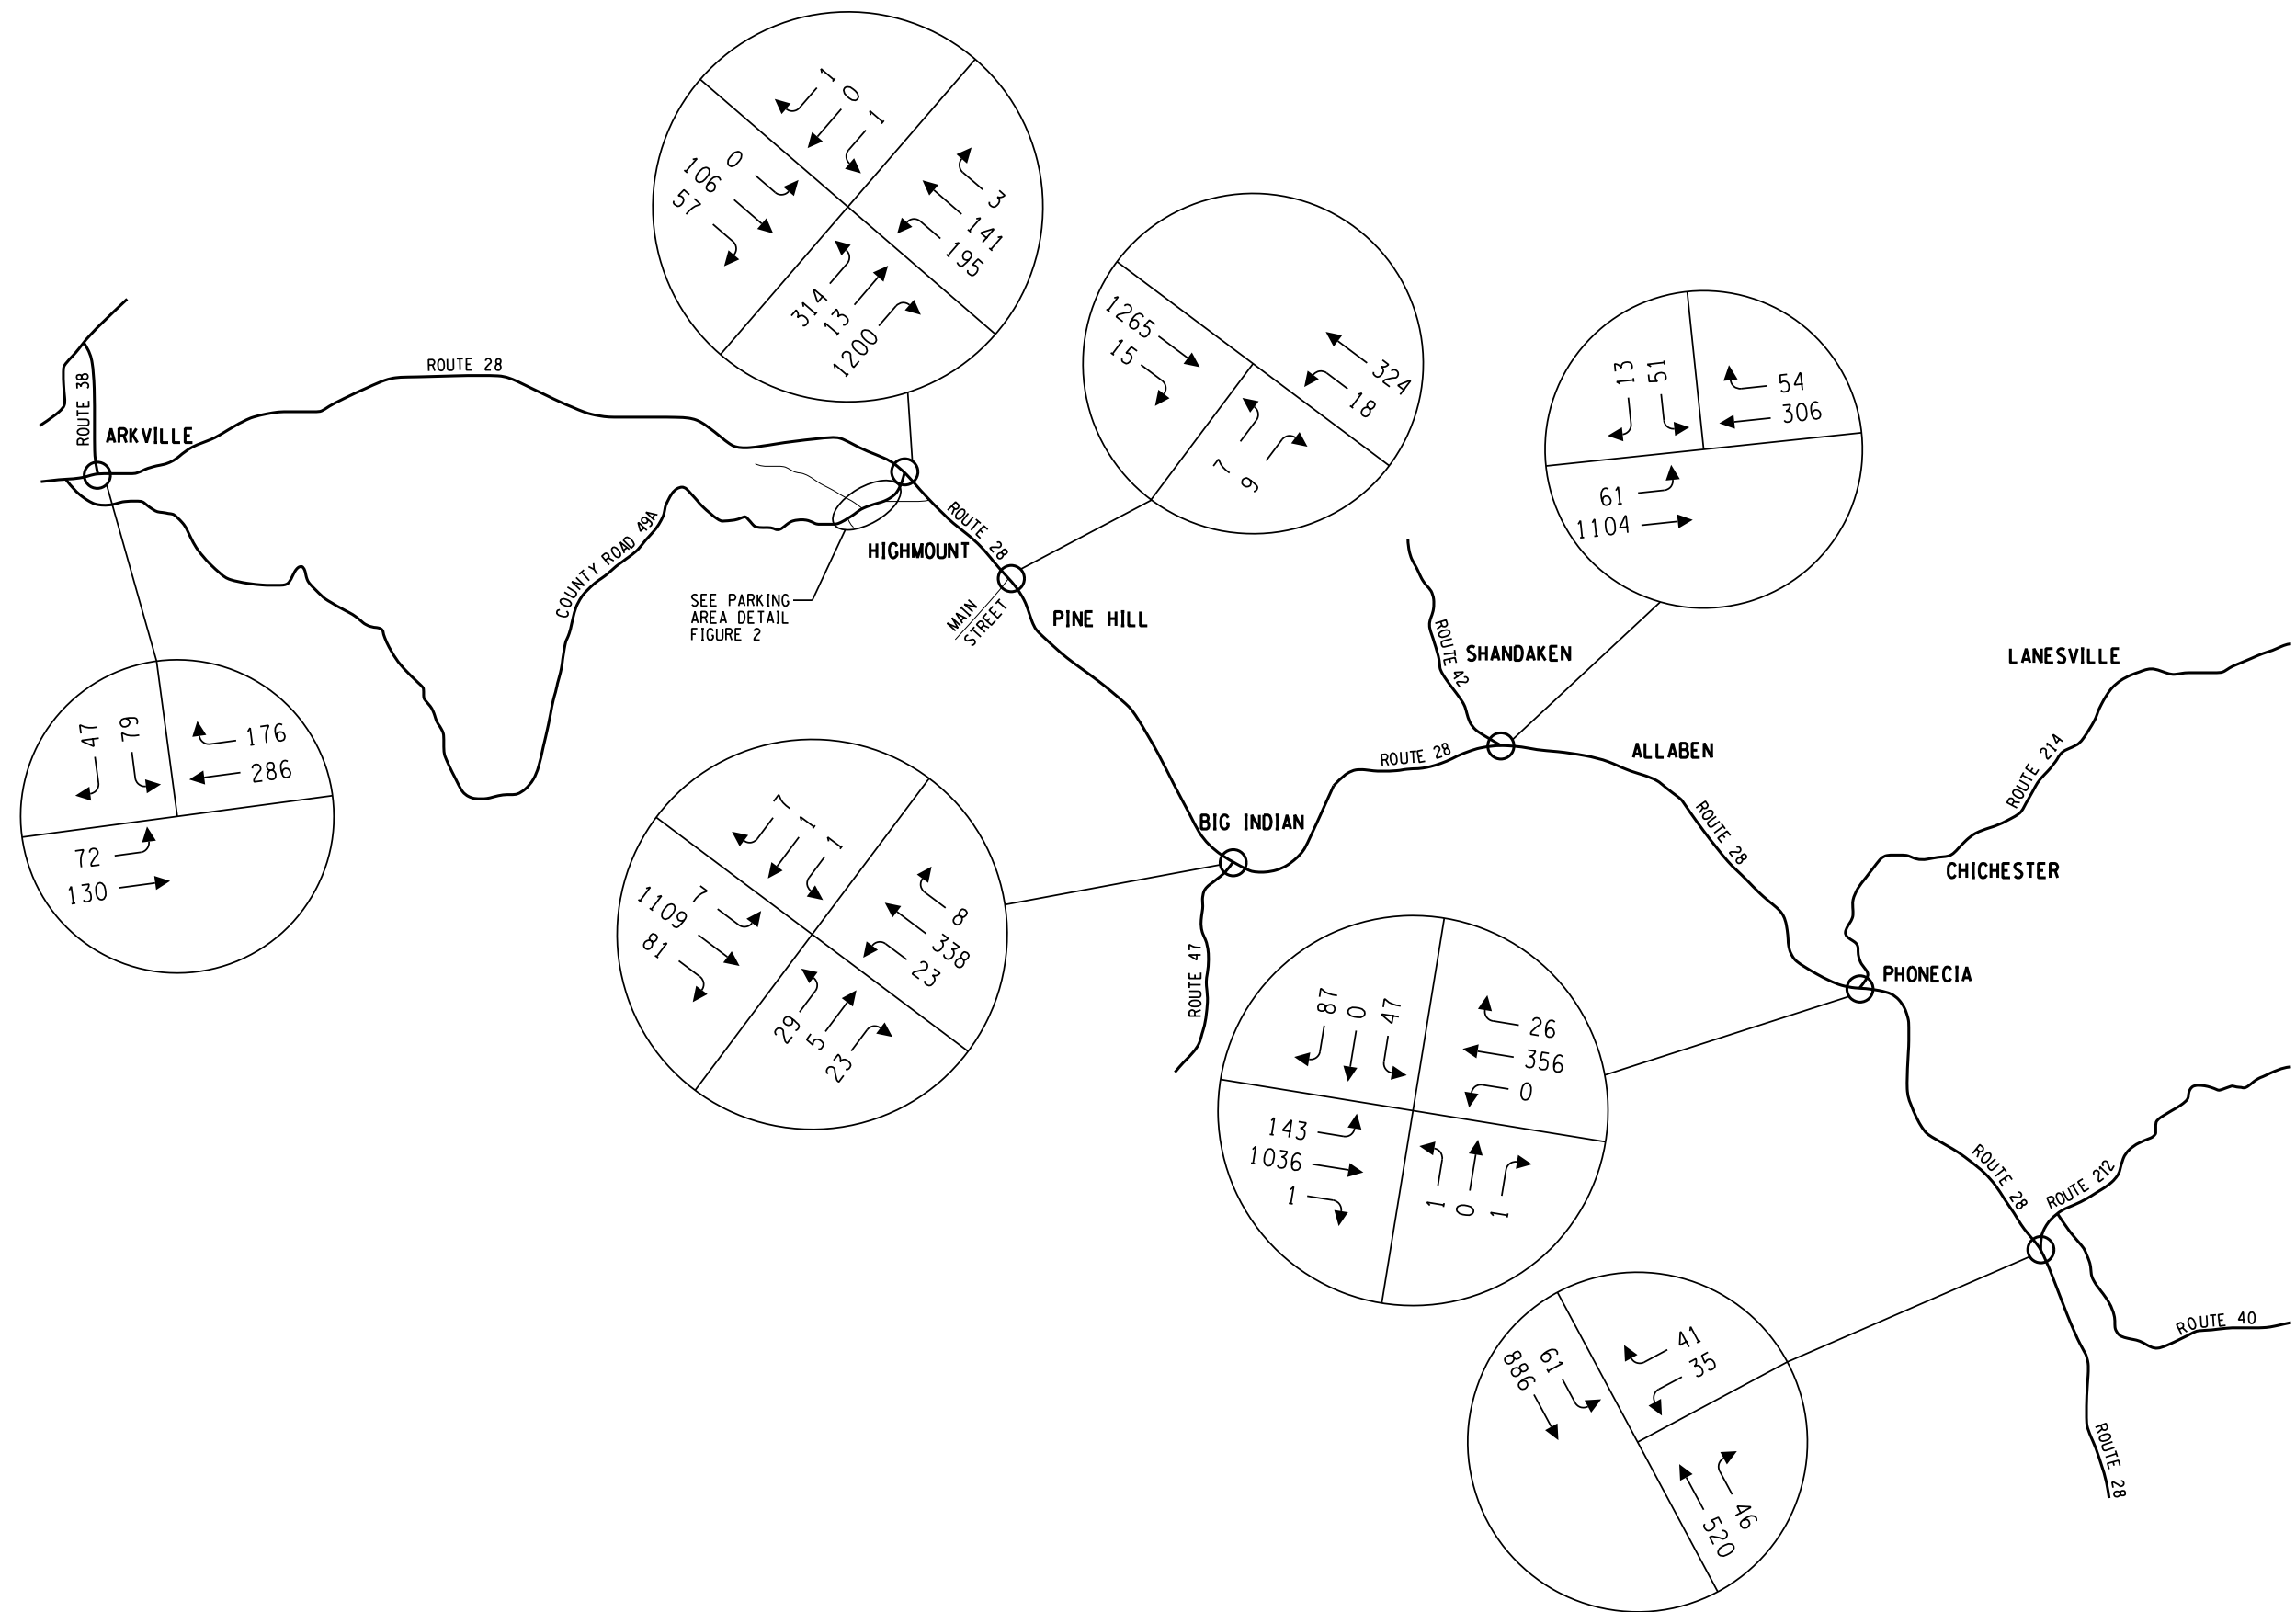 1
0
1
0
106
57
3
141
195
314
13
1200
1265
15
324
18
7
9
13
51
54
306
61
1104
ROUTE 38
ARKVILLE
ROUTE 28
COUNTY ROAD 49A
HIGHMOUNT
ROUTE 28
SEE PARKING
AREA DETAIL
FIGURE 2
MAIN
STREET
PINE HILL
ROUTE 42
SHANDAKEN
LANESVILLE
47
79
176
286
72
130
7
1
1
7
1109
81
8
338
23
29
5
23
BIG INDIAN
ROUTE 28
ALLABEN
ROUTE 28
ROUTE 214
CHICHESTER
ROUTE 47
PHONECIA
87
0
47
26
356
0
143
1036
1
1
0
1
ROUTE 28
ROUTE 212
ROUTE 40
ROUTE 28
886
61
41
35
520
46